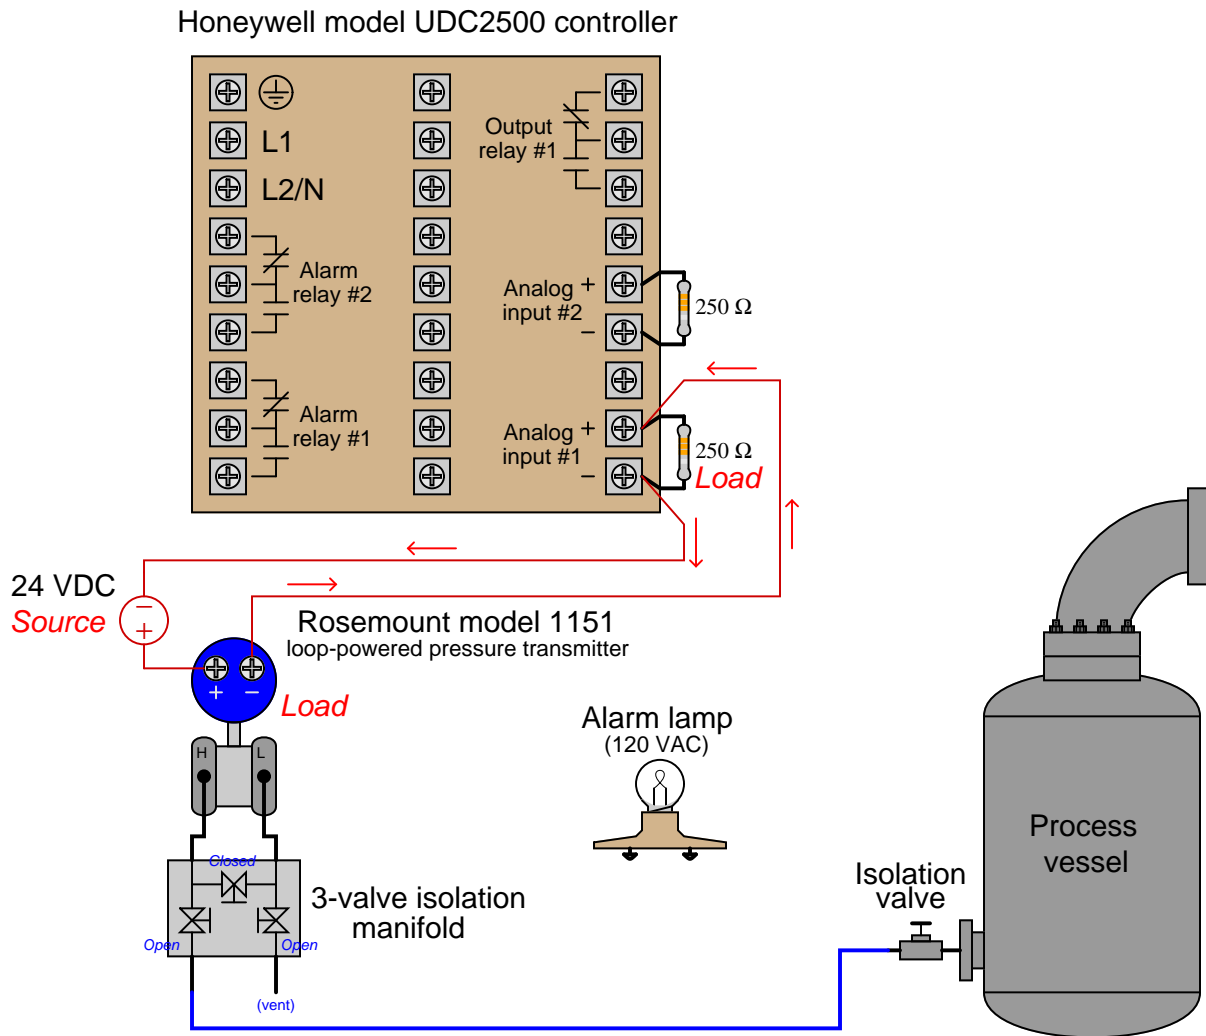 Honeywell model UDC2500 controller
L1
L2/N
Output
relay #1
Alarm
relay #2
Analog
input #2
+
−
250 Ω
Alarm
relay #1
Analog
input #1
+
−
250 Ω
Load
24 VDC
Source
−
+
Rosemount model 1151
loop-powered pressure transmitter
+ −
Load
H L
Alarm lamp
(120 VAC)
Closed
Open
Open
3-valve isolation
manifold
(vent)
Isolation
valve
Process
vessel